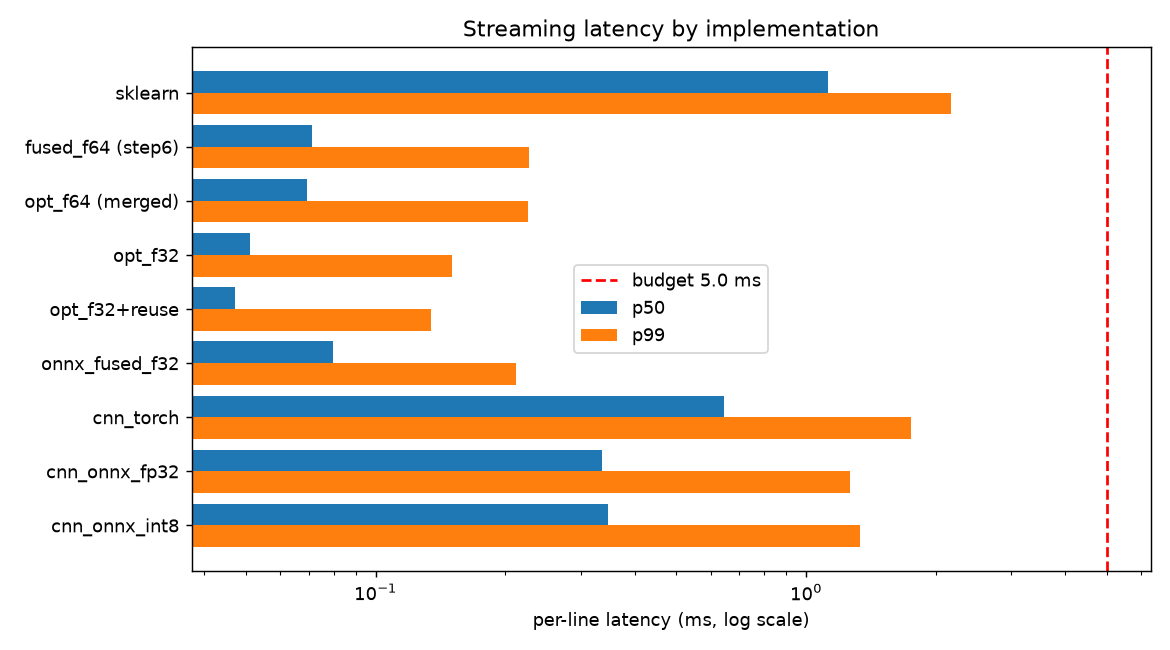 Streaming latency by implementation
sklearn
fused_f64 (step6)
opt_f64 (merged)
opt_f32
opt_f32+reuse
onnx_fused_f32
cnn_torch
cnn_onnx_fp32
cnn_onnx_int8
budget 5.0 ms
p50
p99
10⁻¹ 10⁰
per-line latency (ms, log scale)